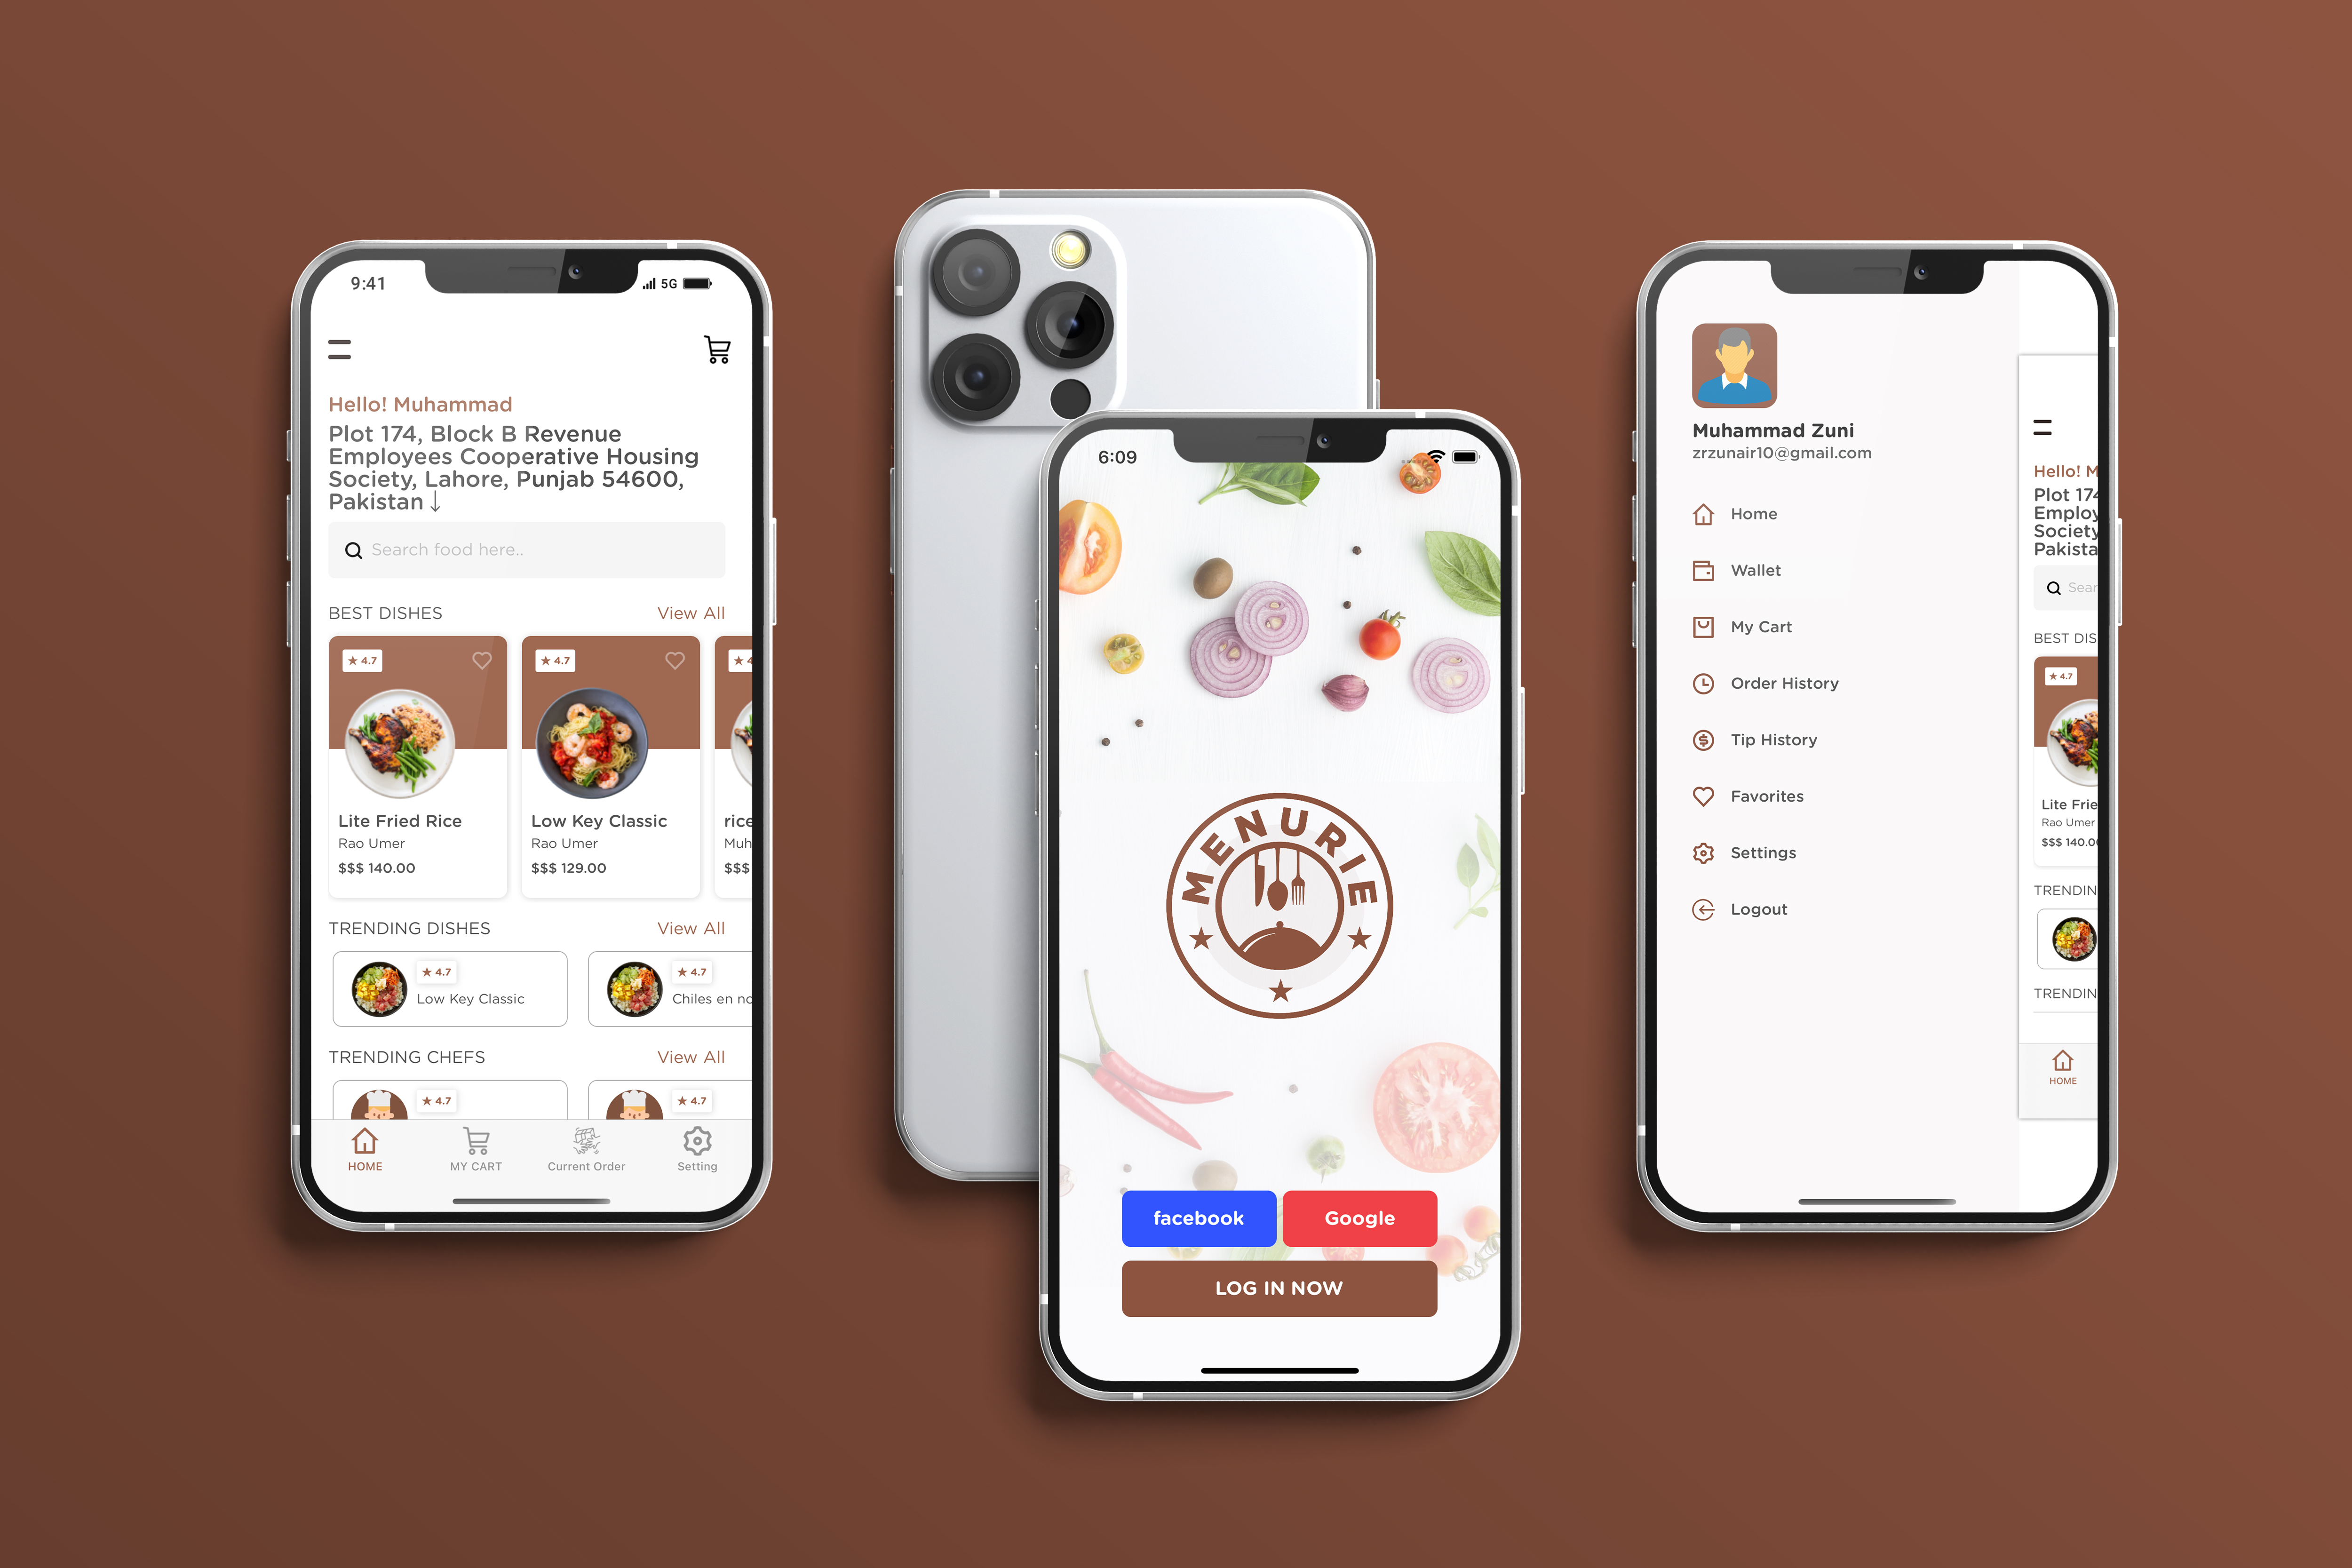 9:41
5G
Hello! Muhammad
Plot 174, Block B Revenue
Employees Cooperative Housing
Society, Lahore, Punjab 54600,
Pakistan ↓
Search food here..
BEST DISHES View All
★ 4.7 ★ 4.7 ★ 4
Lite Fried Rice Low Key Classic rice
Rao Umer Rao Umer Muh
$$$ 140.00 $$$ 129.00 $$$
TRENDING DISHES View All
★ 4.7 ★ 4.7
Low Key Classic Chiles en no
TRENDING CHEFS View All
★ 4.7 ★ 4.7
HOME MY CART Current Order Setting
6:09
MENURIE
facebook Google
LOG IN NOW
Muhammad Zuni
zrzunair10@gmail.com
Home
Wallet
My Cart
Order History
Tip History
Favorites
Settings
Logout
Hello! M
Plot 174
Employ
Society
Pakista
Sear
BEST DIS
★ 4.7
Lite Frie
Rao Umer
$$$ 140.0
TRENDIN
TRENDIN
HOME